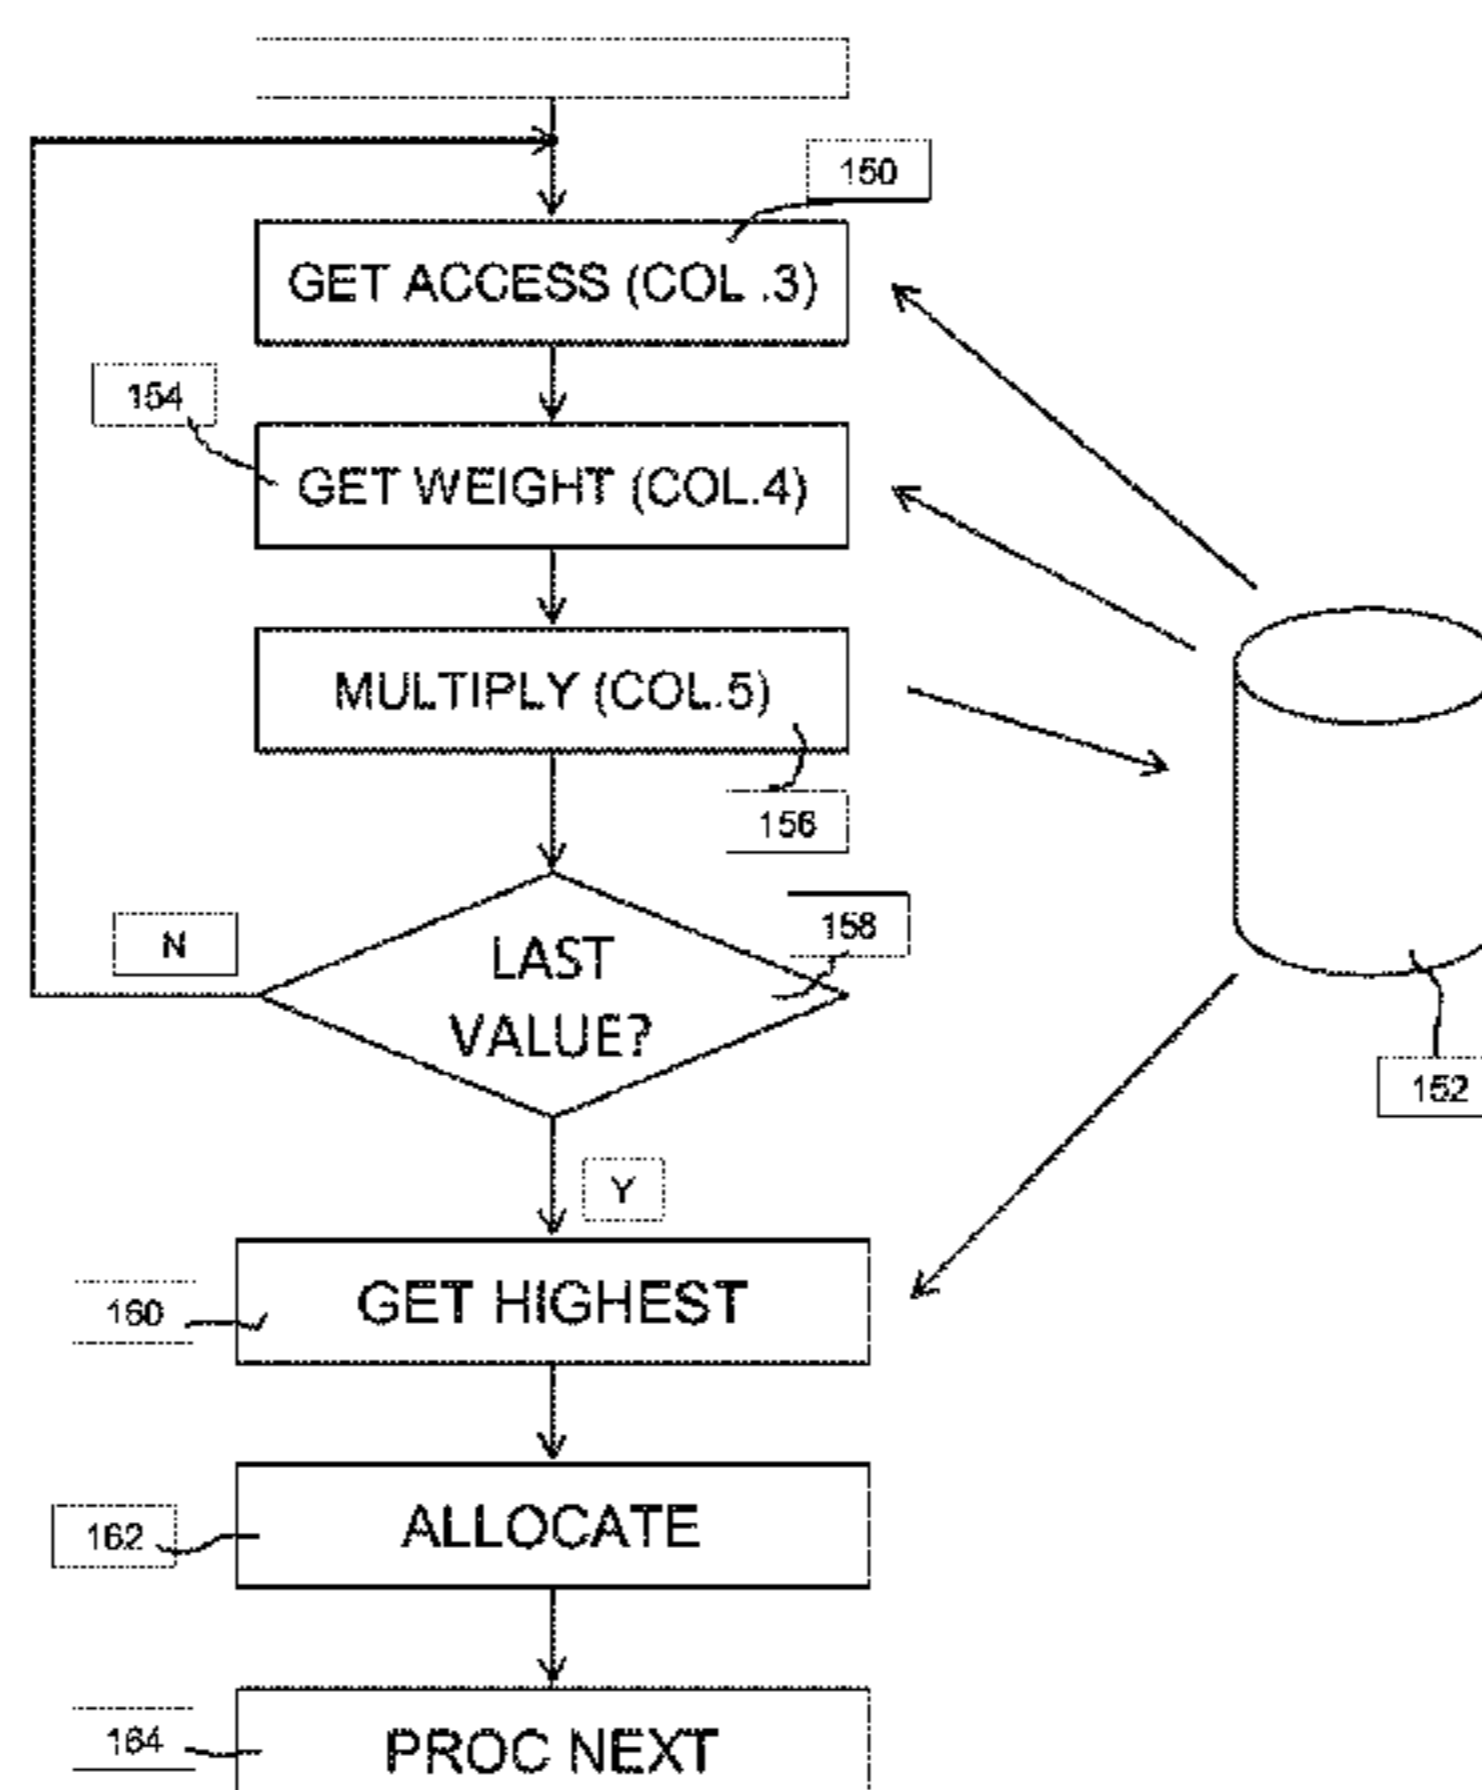 150
GET ACCESS (COL .3)
154
GET WEIGHT (COL.4)
MULTIPLY (COL.5)
156
N
LAST
VALUE?
158
152
Y
160
GET HIGHEST
162
ALLOCATE
164
PROC NEXT